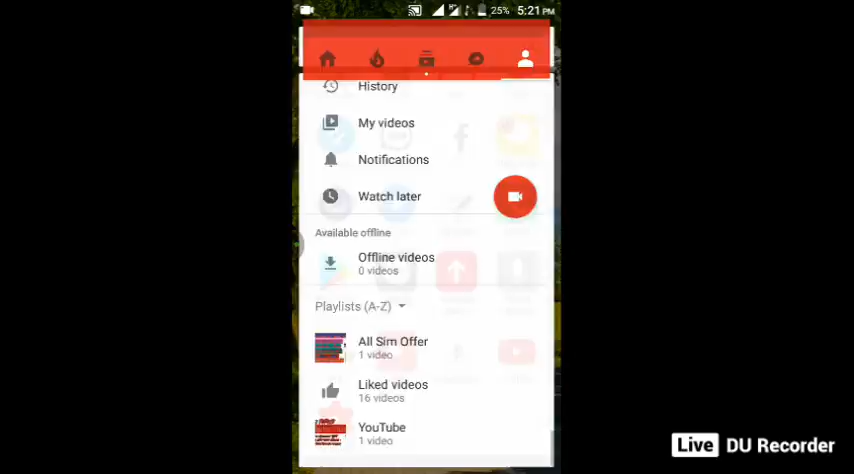 25% 5:21 PM
History
My videos
Notifications
Watch later
Available offline
Offline videos
0 videos
Playlists (A-Z)
All Sim Offer
1 video
Liked videos
16 videos
YouTube
1 video
Live DU Recorder